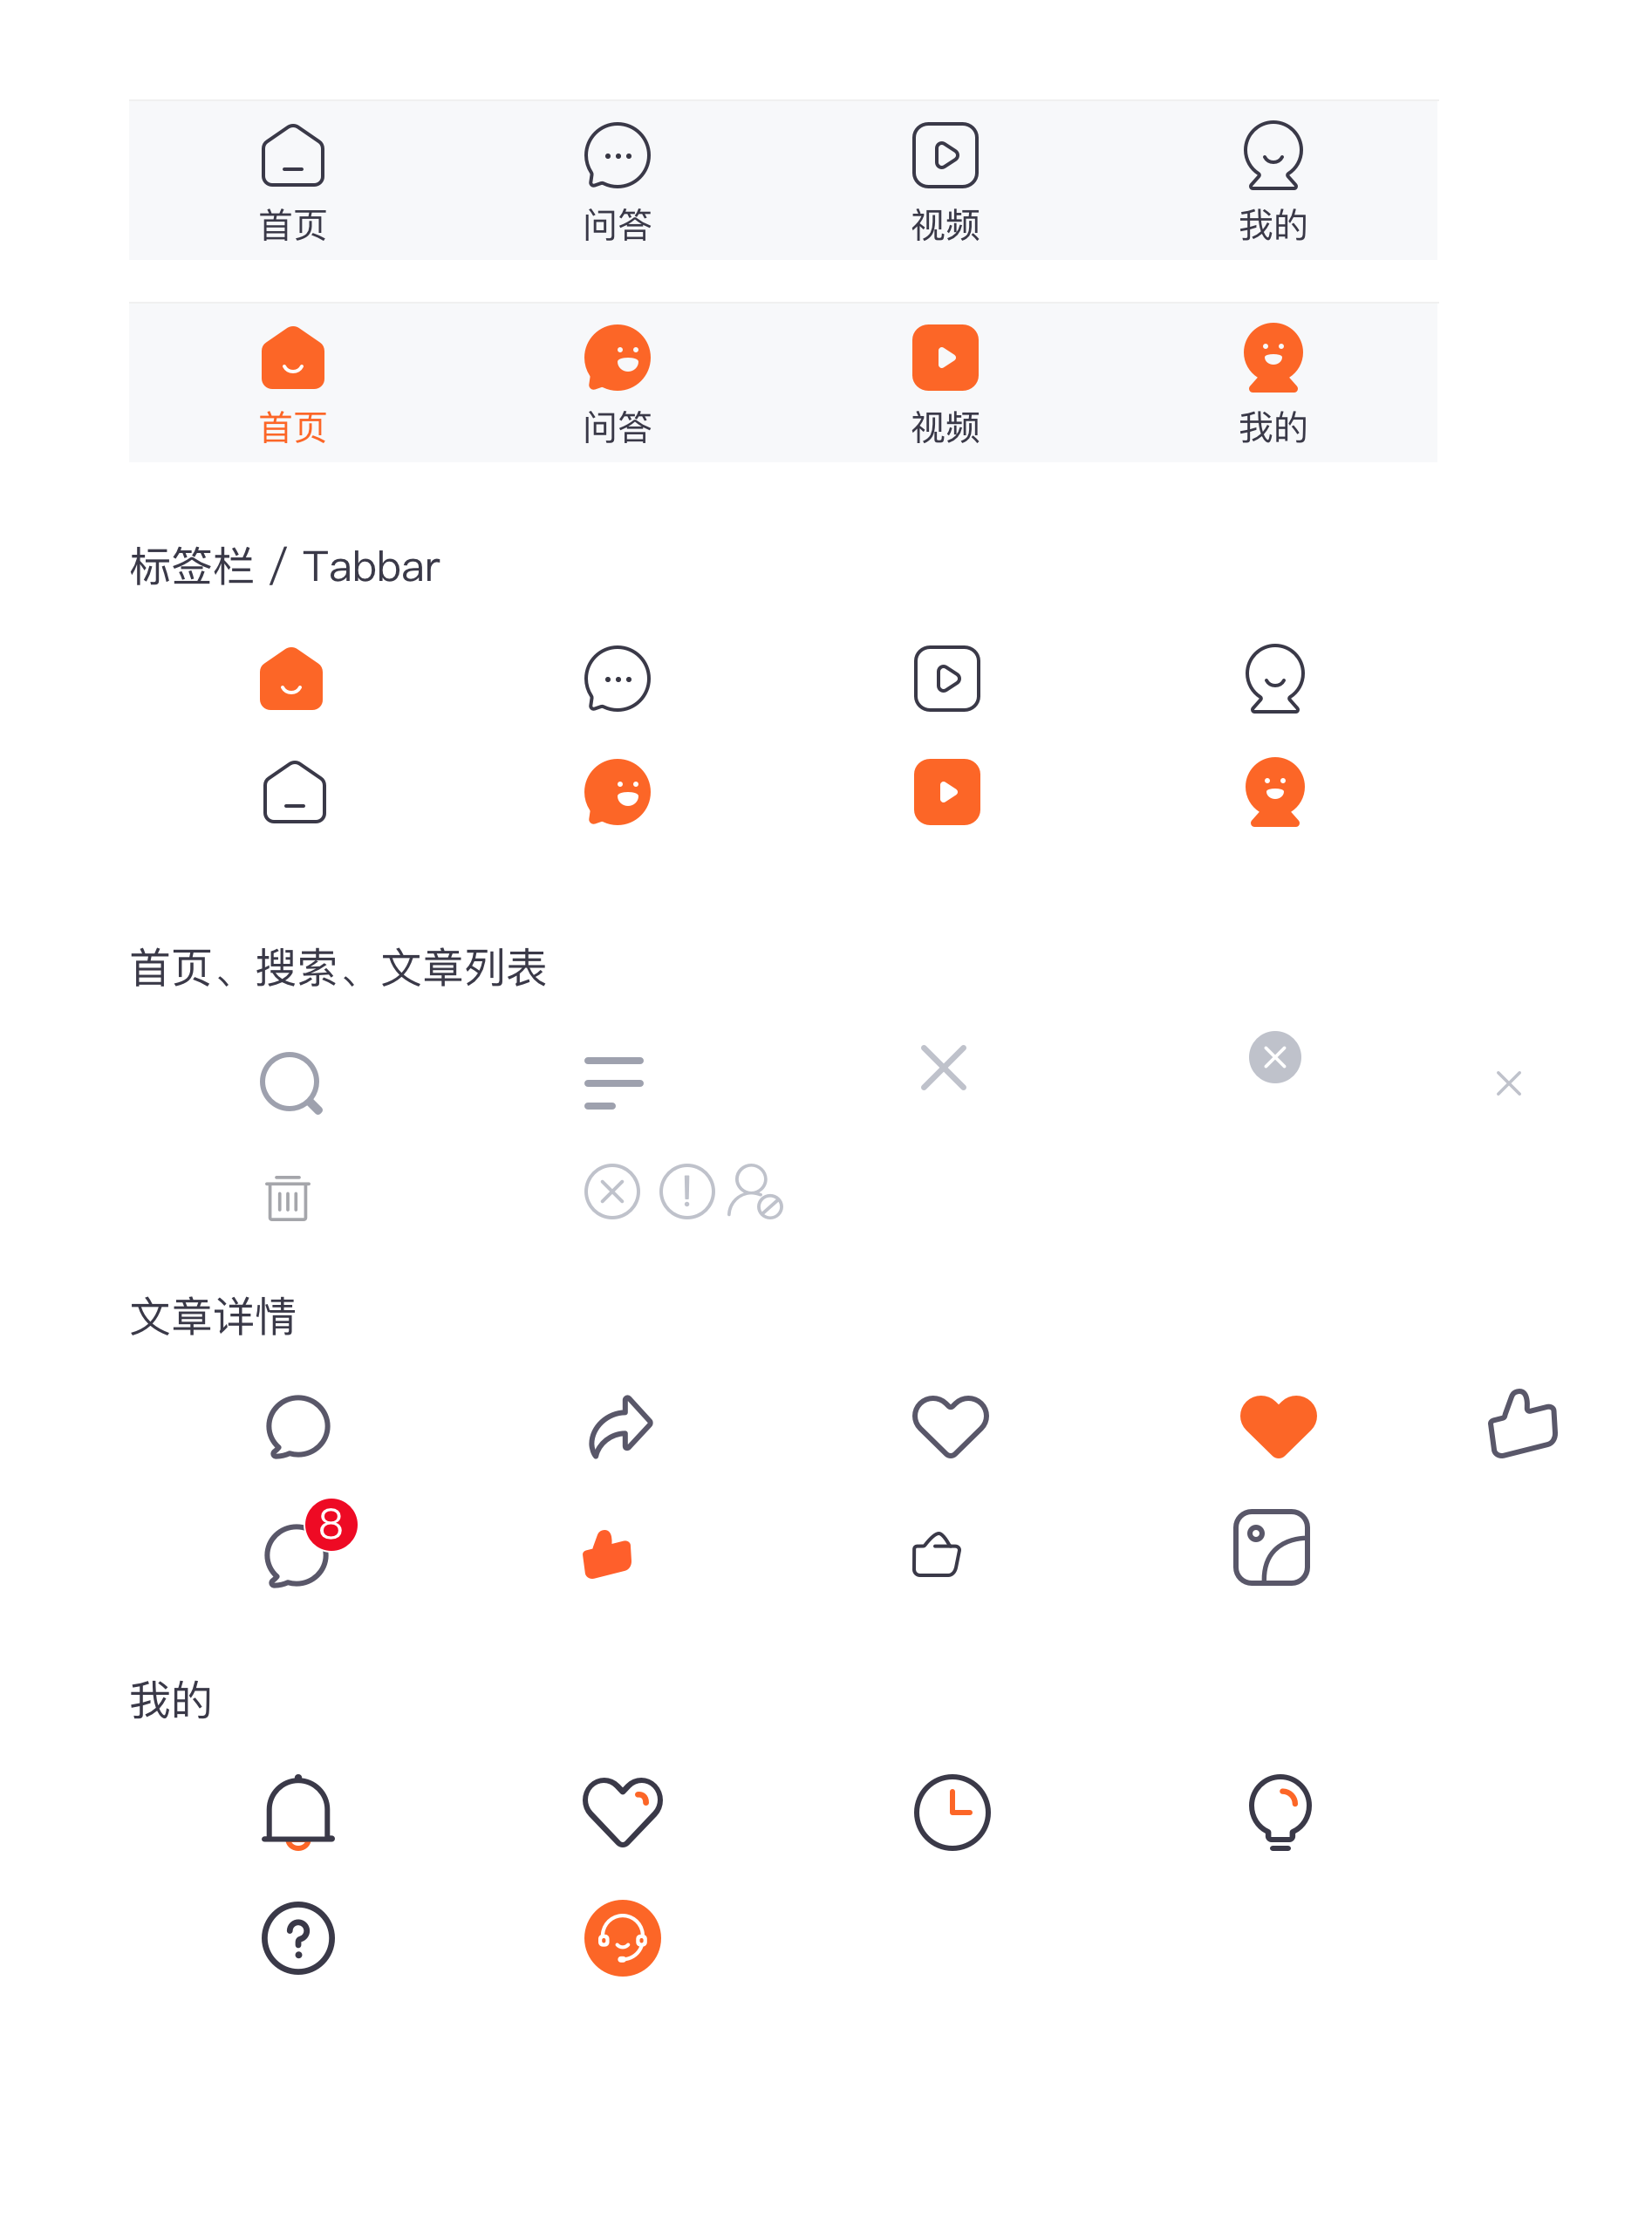 首页 问答 视频 我的
首页 问答 视频 我的
标签栏 / Tabbar
首页、搜索、文章列表
文章详情
8
我的